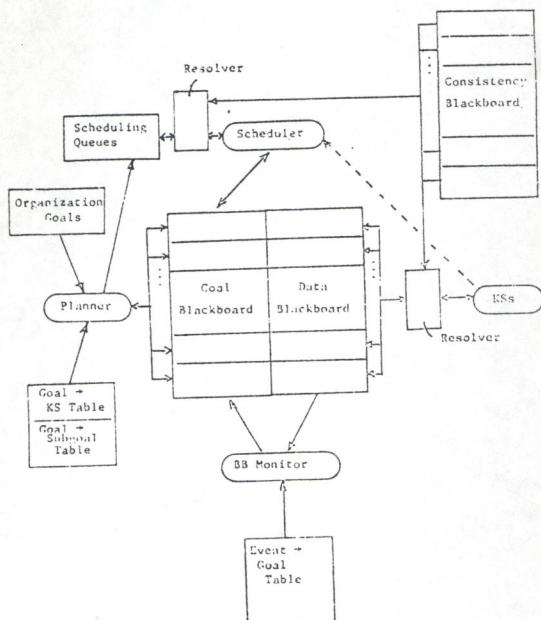 Resolver
Consistency
Blackboard
Scheduling
Queues
Scheduler
Organization
Goals
Goal
Blackboard
Data
Blackboard
Planner
KSs
Resolver
Goal →
KS Table
Goal →
Subgoal
Table
BB Monitor
Event →
Goal
Table